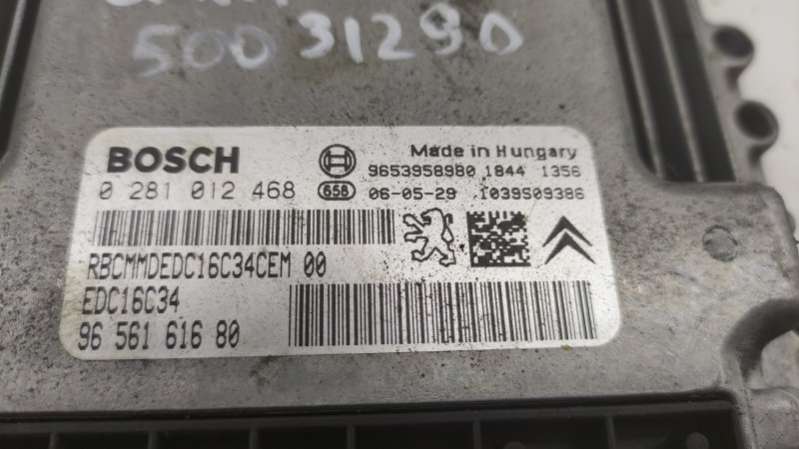 50031290
BOSCH
Made in Hungary
9653958980 1844 1356
0 281 012 468 658 06-05-29 1039S09386
RBCMMDEDC16C34CEM 00
EDC16C34
96 561 616 80